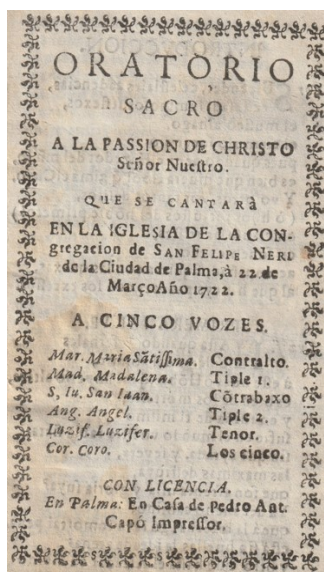 ORATORIO
SACRO
A LA PASSION DE CHRISTO
Señor Nuestro.
QUE SE CANTARà
EN LA IGLESIA DE LA CON-
gregacion de SAN FELIPE NERI
de la Ciudad de Palma, à 22. de
Março Año 1722.
A CINCO VOZES.
Mar. Maria Sãtissima. Contralto.
Mad. Madalena. Tiple 1.
S, Iu. San Iuan. Cõtrabaxo
Ang. Angel. Tiple 2.
Luzif. Luzifer. Tenor.
Cor. Coro. Los cinco.
CON LICENCIA.
En Palma: En Casa de Pedro Ant.
Capó Impressor.